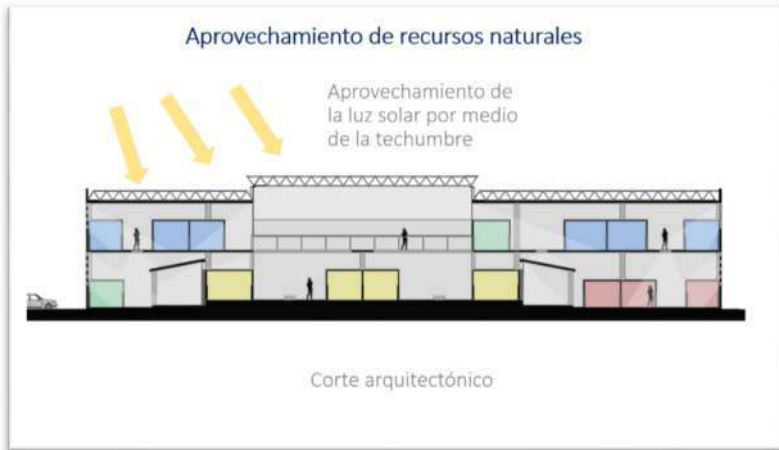 Aprovechamiento de recursos naturales
Aprovechamiento de
la luz solar por medio
de la techumbre
Corte arquitectónico